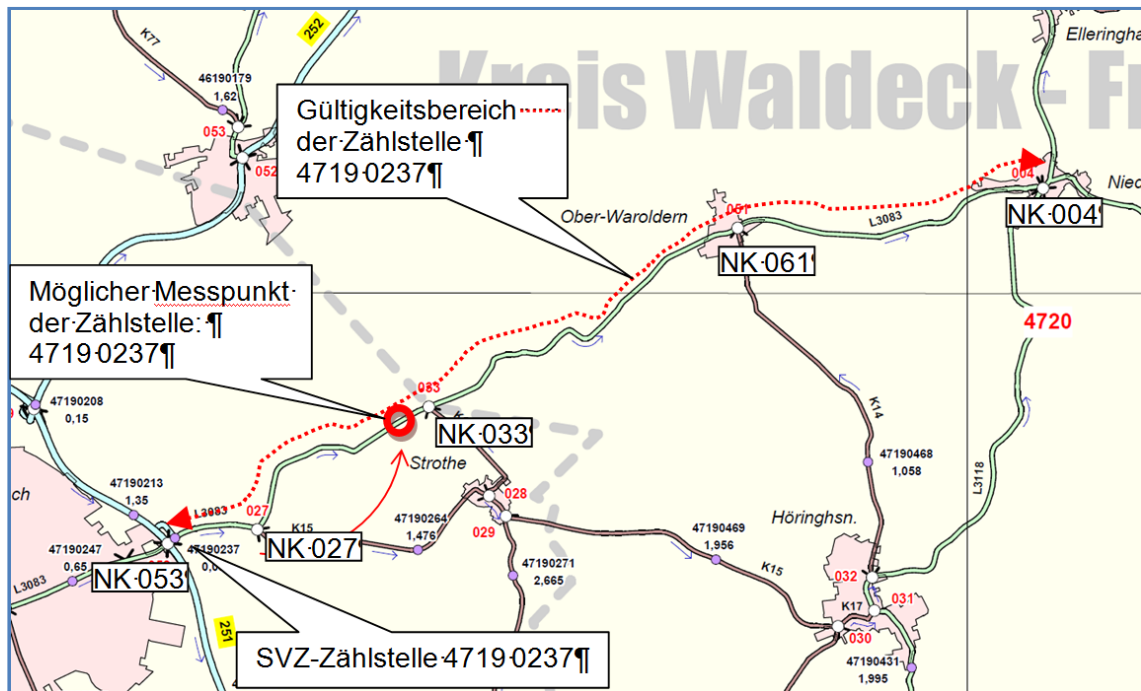 K77
252
Elleringha
Kreis Waldeck - Fr
46190179
1,62
053
052
Gültigkeitsbereich
der·Zählstelle·¶
4719·0237¶
004
Nied
NK·004
Ober-Waroldern
051
L3083
NK·061
Möglicher·Messpunkt·
der·Zählstelle:·¶
4719·0237¶
4720
47190208
0,15
033
NK·033
K14
Strothe
47190468
1,058
L3118
ch
47190213
1,35
L3083
027
K15
NK·027
47190264
1,476
028
029
47190469
1,956
K15
Höringhsn.
47190247
0,65
47190237
L3083
NK·053
47190271
2,665
032
031
K17
030
251
SVZ-Zählstelle·4719·0237¶
47190431
1,995